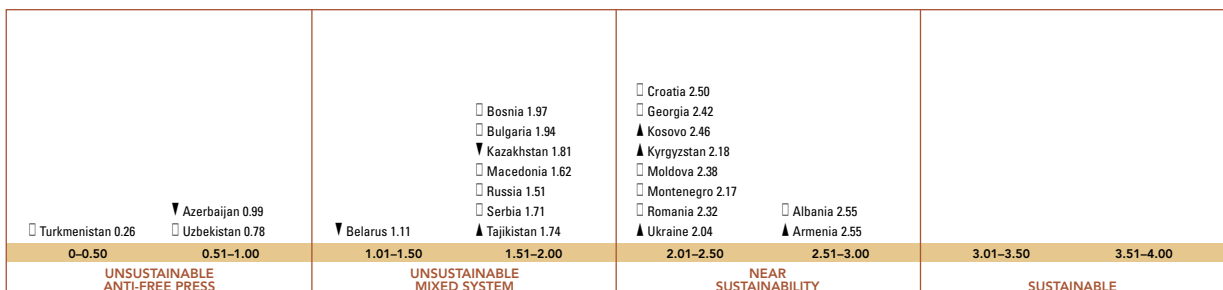 Croatia 2.50
Bosnia 1.97 Georgia 2.42
Bulgaria 1.94 ▲ Kosovo 2.46
▼ Kazakhstan 1.81 ▲ Kyrgyzstan 2.18
Macedonia 1.62 Moldova 2.38
▼ Azerbaijan 0.99 Russia 1.51 Montenegro 2.17
Serbia 1.71 Romania 2.32 Albania 2.55
Turkmenistan 0.26 Uzbekistan 0.78 ▼ Belarus 1.11 ▲ Tajikistan 1.74 ▲ Ukraine 2.04 ▲ Armenia 2.55
0–0.50 0.51–1.00 1.01–1.50 1.51–2.00 2.01–2.50 2.51–3.00 3.01–3.50 3.51–4.00
UNSUSTAINABLE UNSUSTAINABLE NEAR
ANTI-FREE PRESS MIXED SYSTEM SUSTAINABILITY SUSTAINABLE